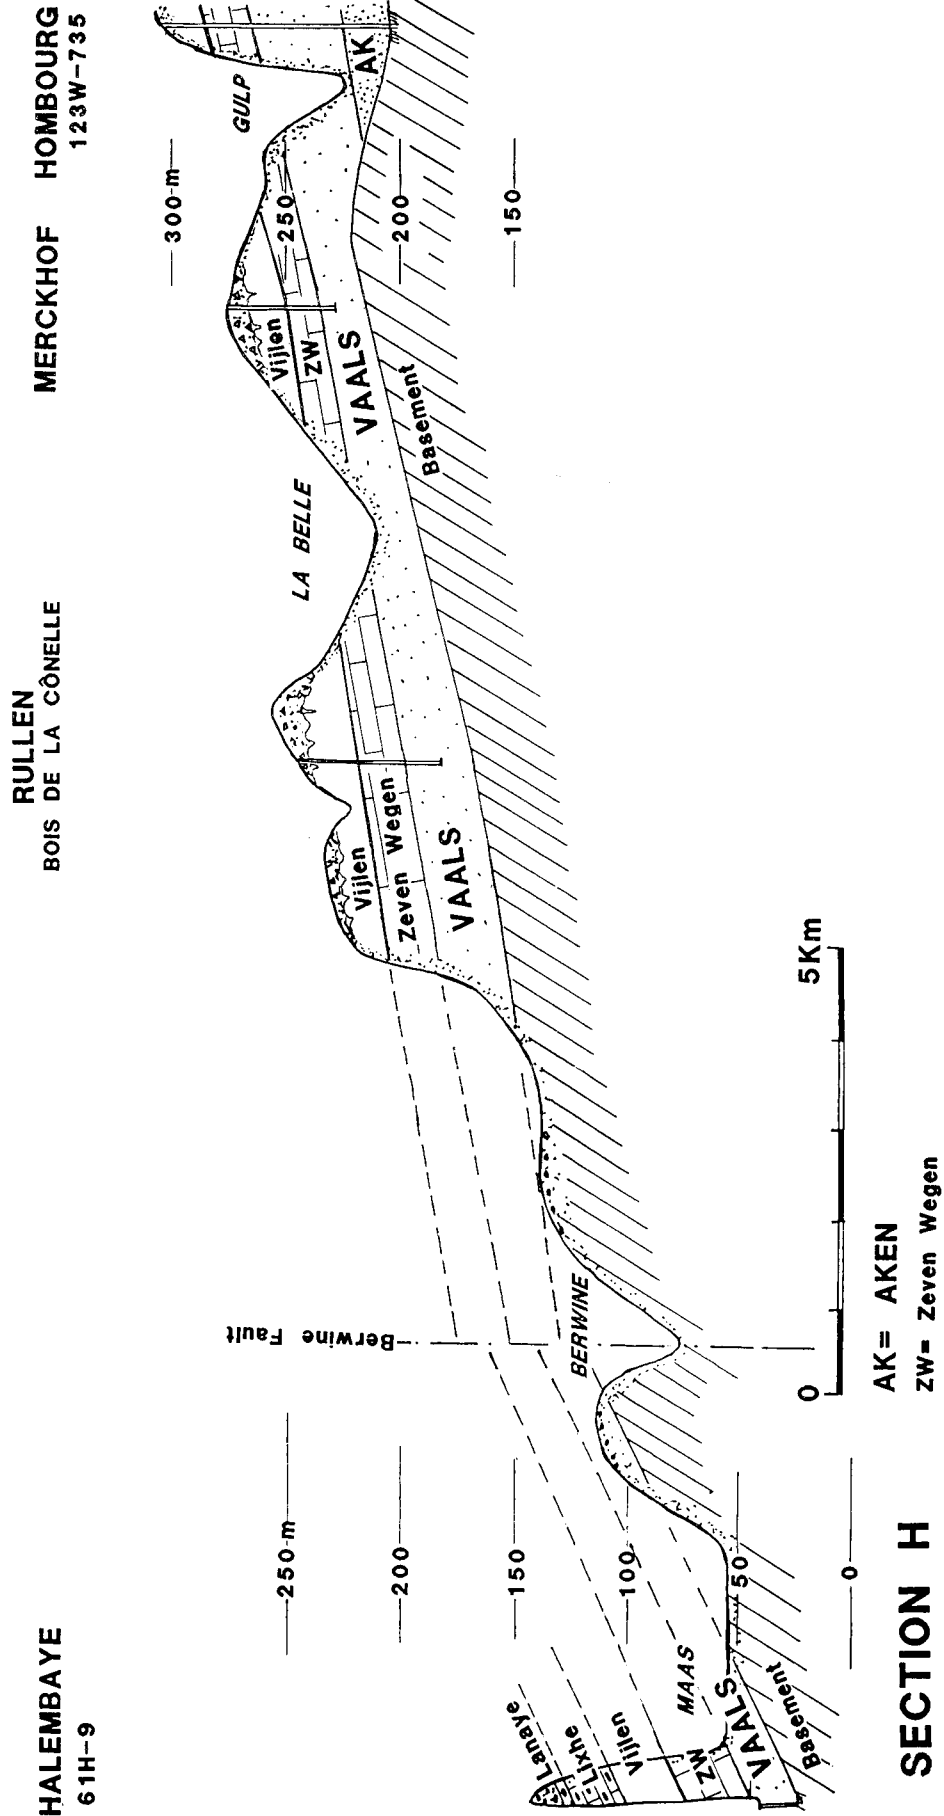 HALEMBAYE
61H-9
RULLEN
BOIS DE LA CÔNELLE
MERCKHOF
HOMBOURG
123W-735
250-m
200
150
100
50
0
Lanaye
Lixhe
Vijlen
ZW
VAALS
Basement
MAAS
Berwine Fault
BERWINE
Vijlen
Zeven Wegen
VAALS
LA BELLE
Vijlen
ZW
VAALS
Basement
GULP
AK
300-m
250
200
150
0
5Km
AK= AKEN
ZW= Zeven Wegen
SECTION H